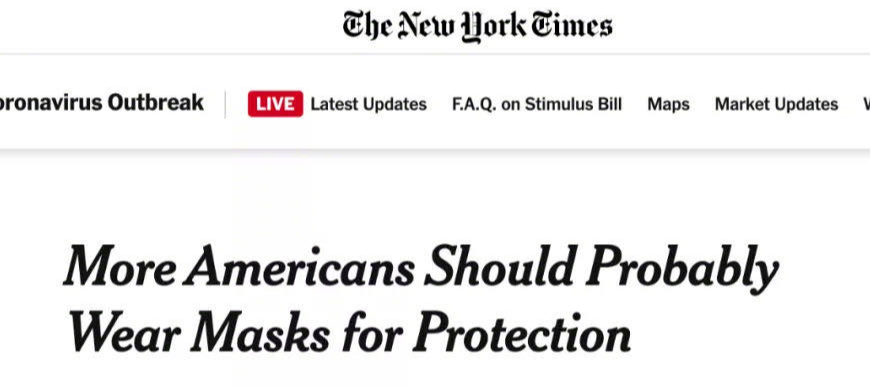 The New York Times
oronavirus Outbreak LIVE Latest Updates F.A.Q. on Stimulus Bill Maps Market Updates
More Americans Should Probably
Wear Masks for Protection